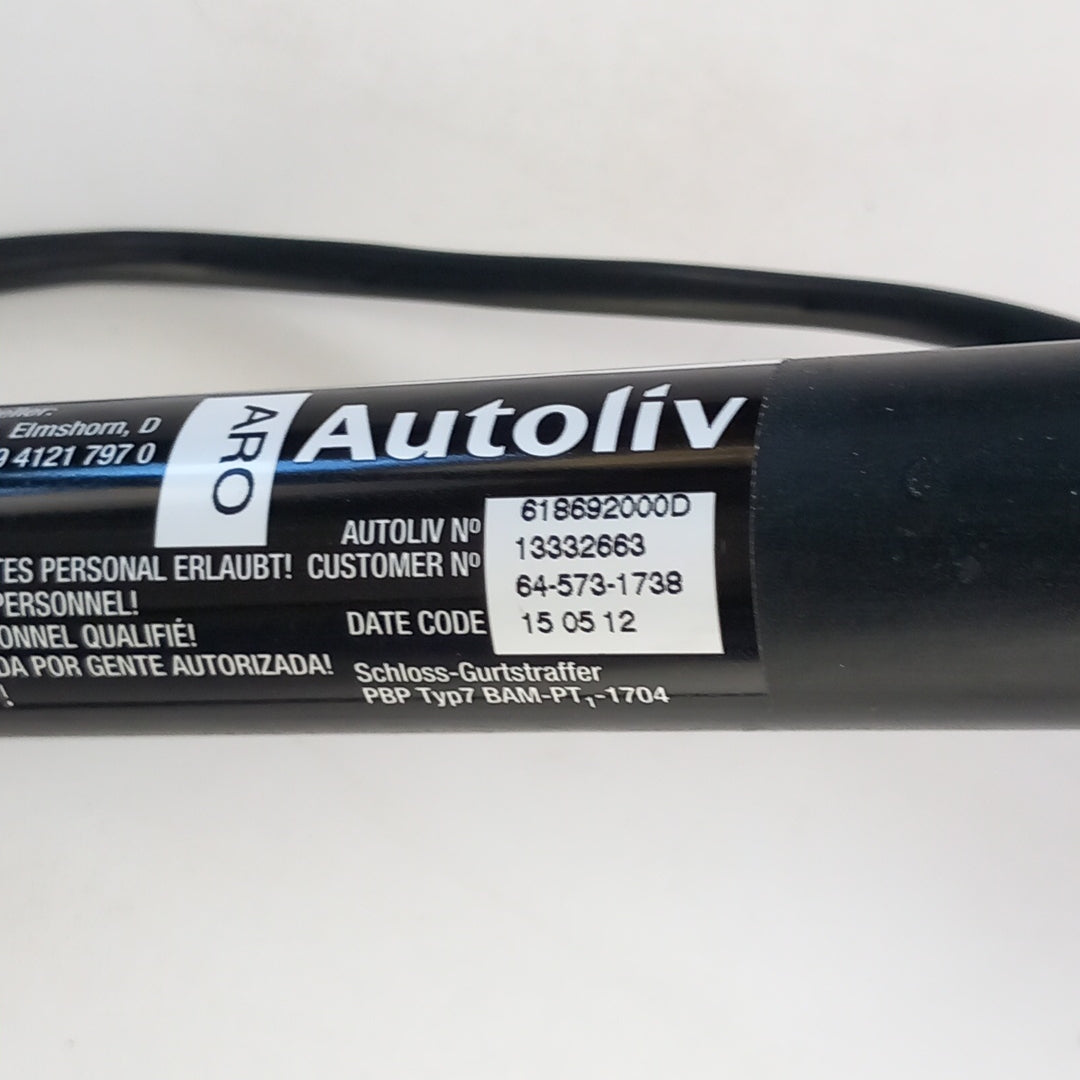 Elmshorn, D
9 4121 797 0
ARO
Autoliv
AUTOLIV Nº 618692000D
CUSTOMER Nº 13332663
64-573-1738
DATE CODE 15 05 12
TES PERSONAL ERLAUBT!
PERSONNEL!
ONNEL QUALIFIÉ!
DA POR GENTE AUTORIZADA!
!
Schloss-Gurtstraffer
PBP Typ7 BAM-PT₁-1704